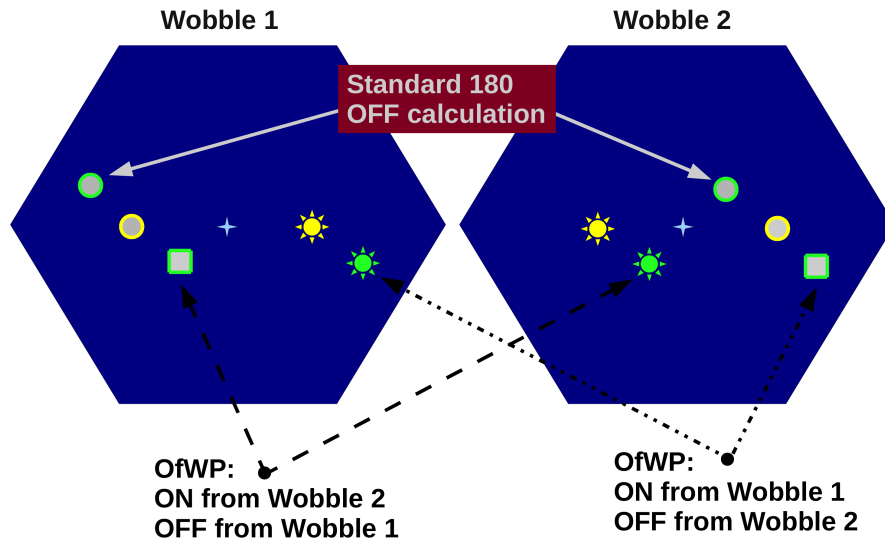 Wobble 1
Wobble 2
Standard 180
OFF calculation
OfWP:
ON from Wobble 2
OFF from Wobble 1
OfWP:
ON from Wobble 1
OFF from Wobble 2